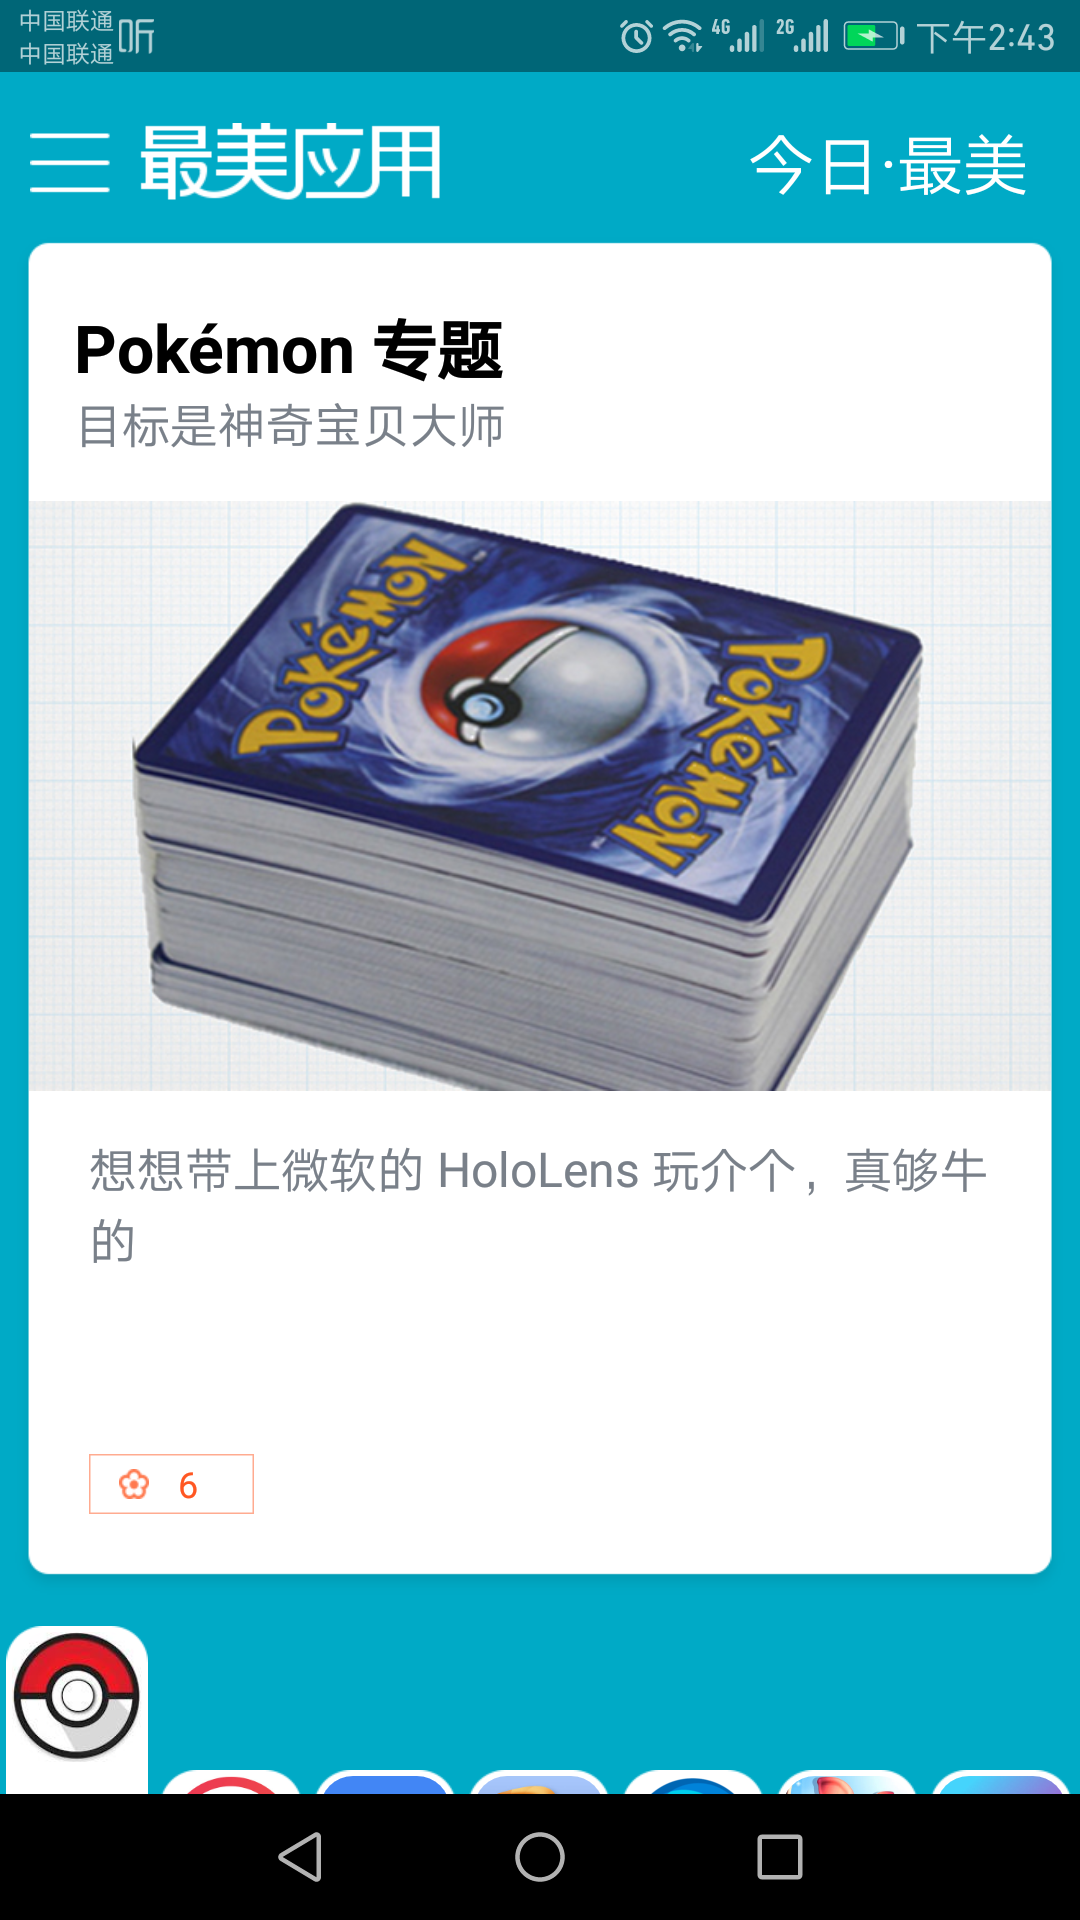 中国联通
中国联通
听
4G
2G
下午2:43
最美应用
今日·最美
Pokémon 专题
目标是神奇宝贝大师
POKéMON
POKéMON
想想带上微软的 HoloLens 玩介个，真够牛
的
6